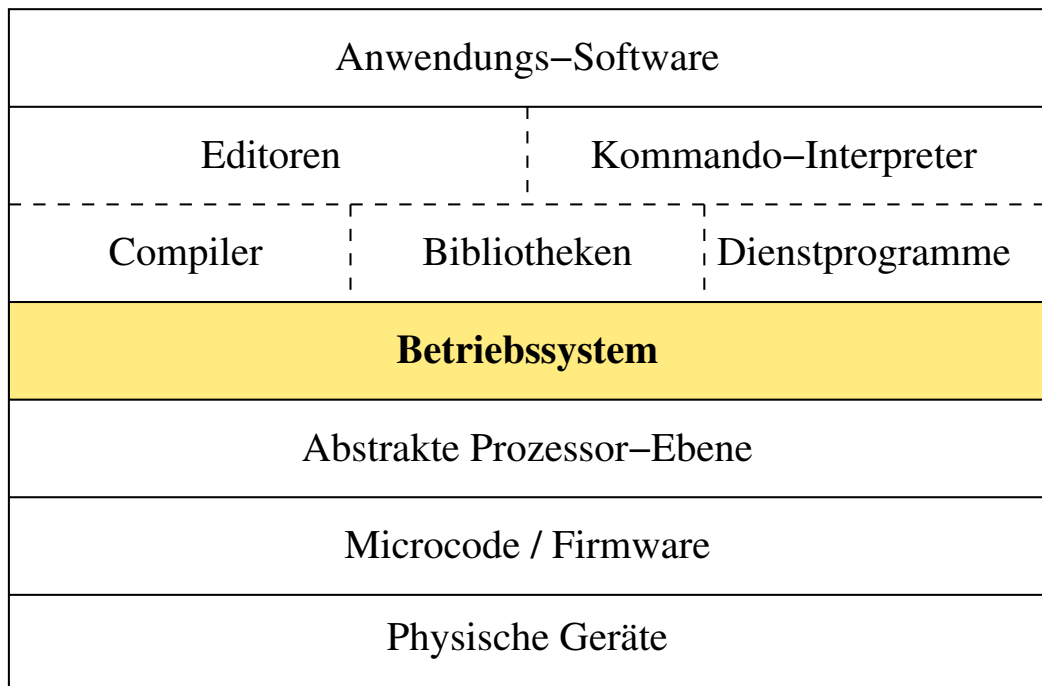 Anwendungs−Software
Editoren Kommando−Interpreter
Compiler Bibliotheken Dienstprogramme
Betriebssystem
Abstrakte Prozessor−Ebene
Microcode / Firmware
Physische Geräte